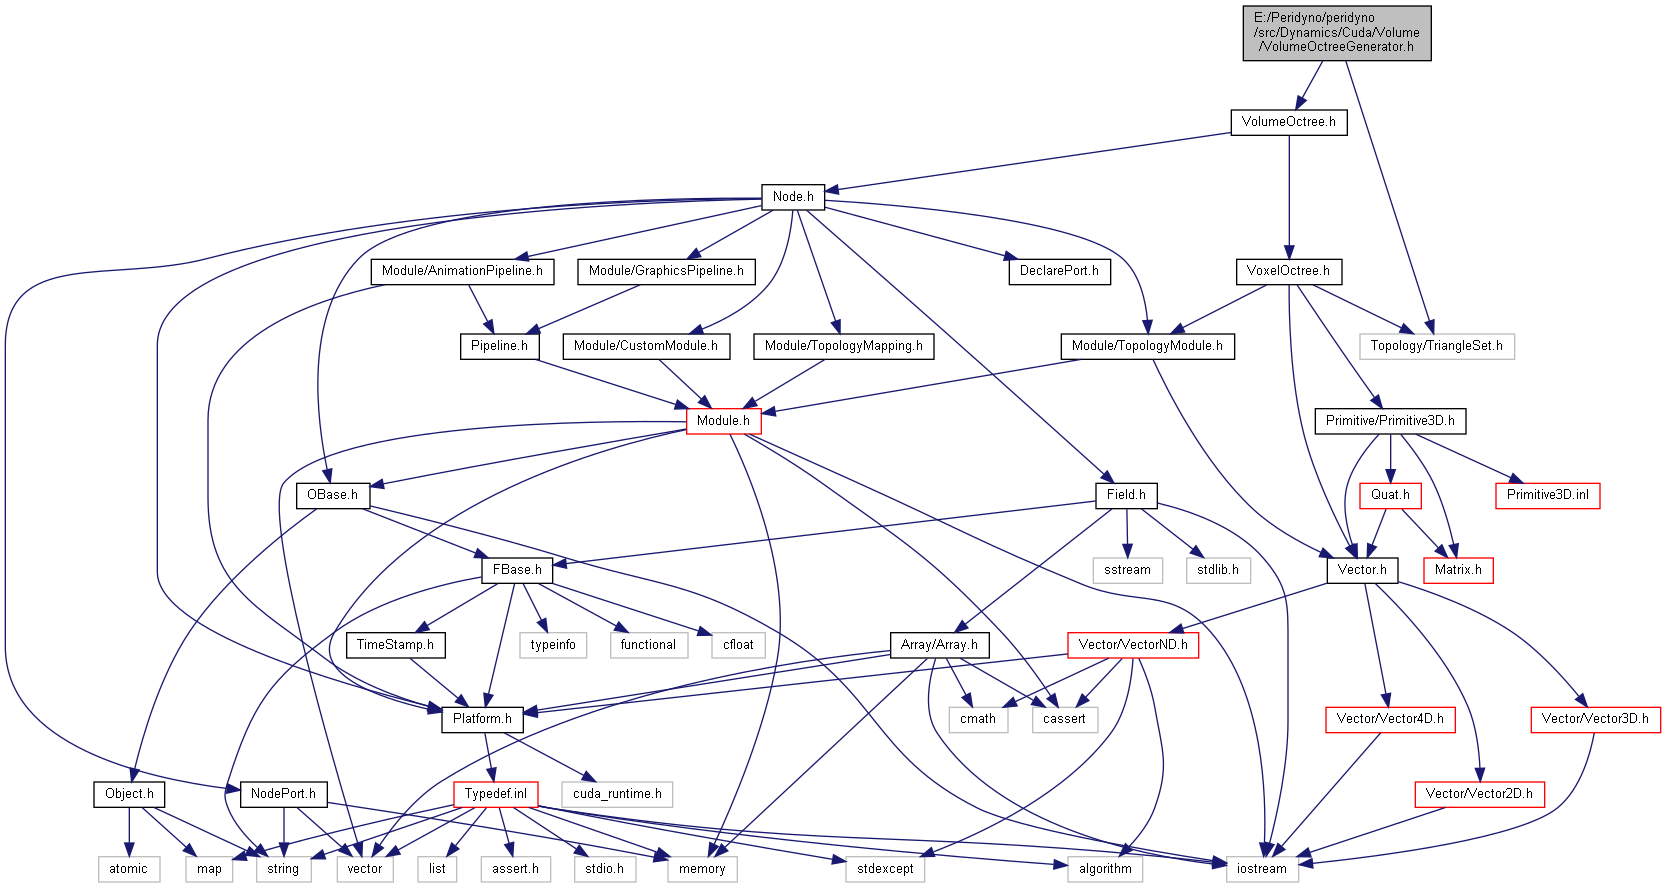 E:/Peridyno/peridyno
/src/Dynamics/Cuda/Volume
/VolumeOctreeGenerator.h
VolumeOctree.h
Node.h
Module/AnimationPipeline.h
Module/GraphicsPipeline.h
DeclarePort.h
VoxelOctree.h
Pipeline.h
Module/CustomModule.h
Module/TopologyMapping.h
Module/TopologyModule.h
Topology/TriangleSet.h
Module.h
Primitive/Primitive3D.h
OBase.h
Field.h
Quat.h
Primitive3D.inl
FBase.h
sstream
stdlib.h
Vector.h
Matrix.h
TimeStamp.h
typeinfo
functional
cfloat
Array/Array.h
Vector/VectorND.h
Platform.h
cmath
cassert
Vector/Vector4D.h
Vector/Vector3D.h
Object.h
NodePort.h
Typedef.inl
cuda_runtime.h
Vector/Vector2D.h
atomic
map
string
vector
list
assert.h
stdio.h
memory
stdexcept
algorithm
iostream